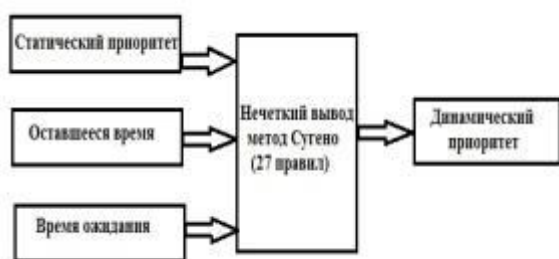 Статический приоритет
Оставшееся время
Время ожидания
Нечеткий вывод
метод Сугено
(27 правил)
Динамический
приоритет